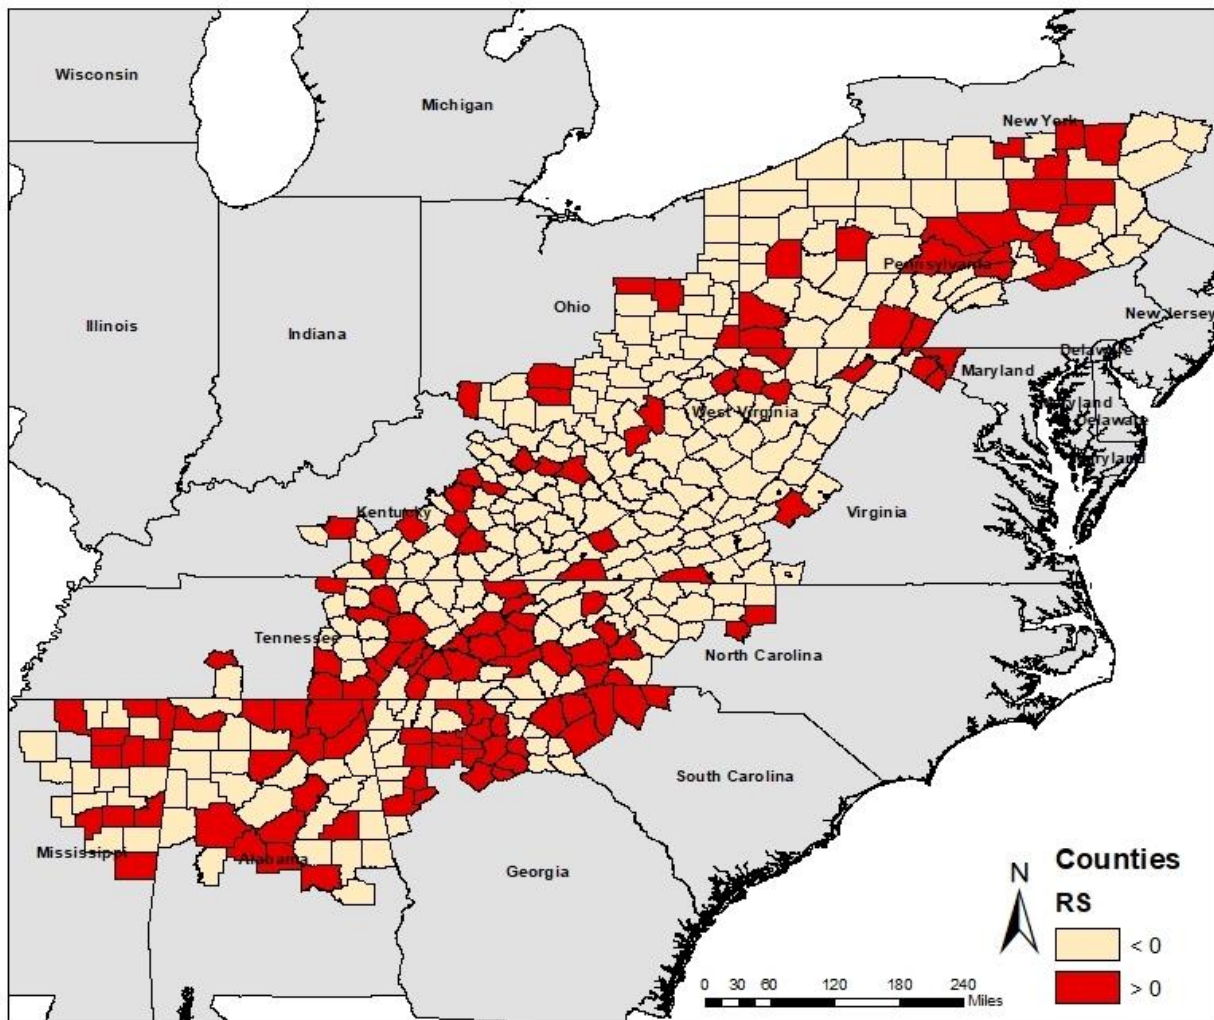 Wisconsin
Michigan
New York
Pennsylvania
Ohio
Illinois
Indiana
New Jersey
Delaware
Maryland
Maryland
West Virginia
Delaware
Maryland
Kentucky
Virginia
Tennessee
North Carolina
South Carolina
Mississippi
Alabama
Georgia
N
Counties
RS
< 0
> 0
0 30 60 120 180 240
Miles